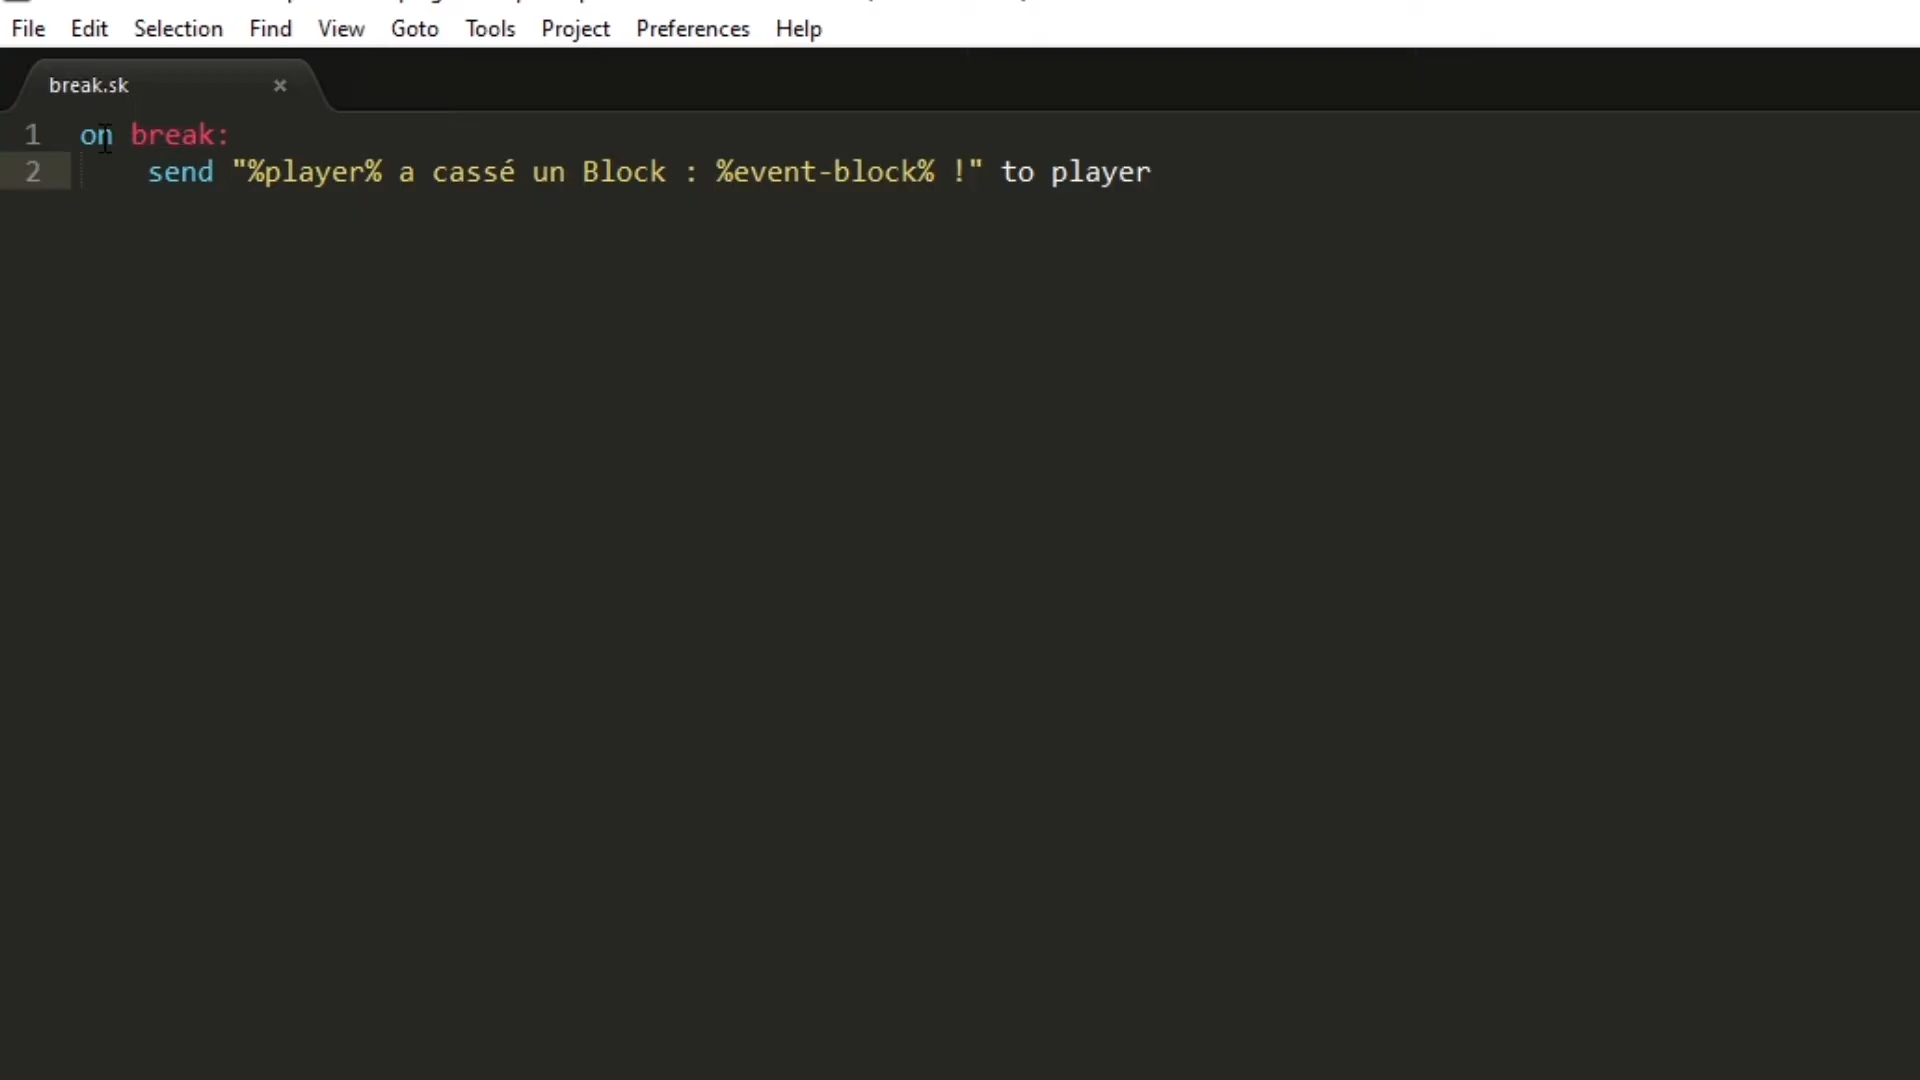 File Edit Selection Find View Goto Tools Project Preferences Help
break.sk ×
1 on break:
2 send "%player% a cassé un Block : %event-block% !" to player